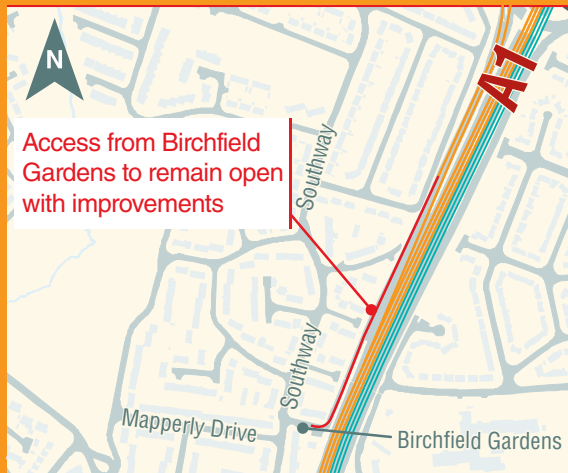 N
A1
Access from Birchfield
Gardens to remain open
with improvements
Southway
Southway
Mapperly Drive
Birchfield Gardens